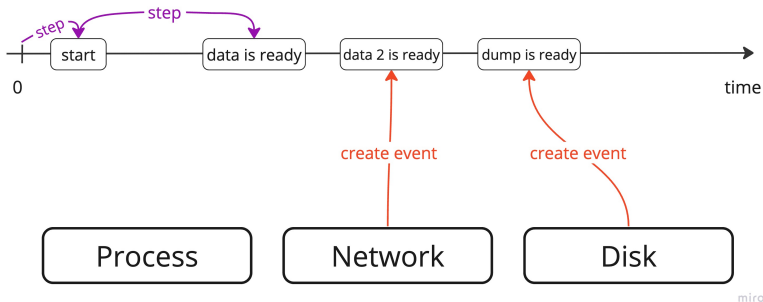 step
step
start
data is ready
data 2 is ready
dump is ready
0
time
create event
create event
Process
Network
Disk
miro